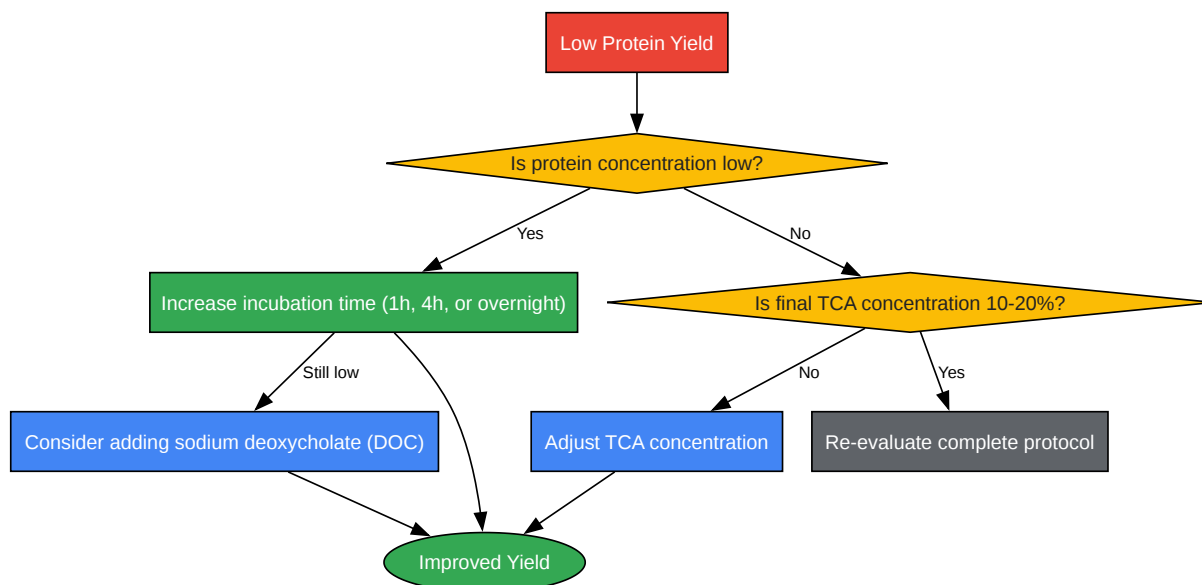 Low Protein Yield
Is protein concentration low?
Yes
No
Increase incubation time (1h, 4h, or overnight)
Is final TCA concentration 10-20%?
Still low
No
Yes
Consider adding sodium deoxycholate (DOC)
Adjust TCA concentration
Re-evaluate complete protocol
Improved Yield